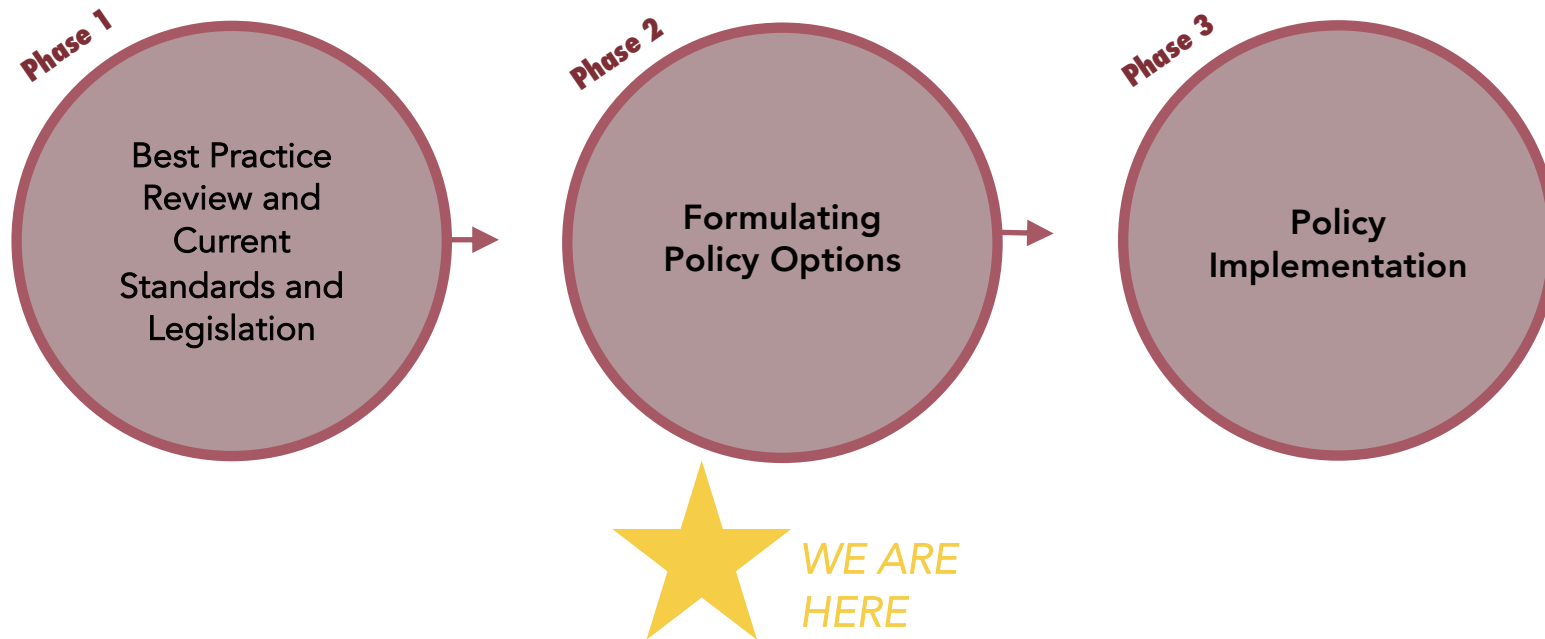 Phase 1
Best Practice
Review and
Current
Standards and
Legislation
Phase 2
Formulating
Policy Options
Phase 3
Policy
Implementation
WE ARE
HERE